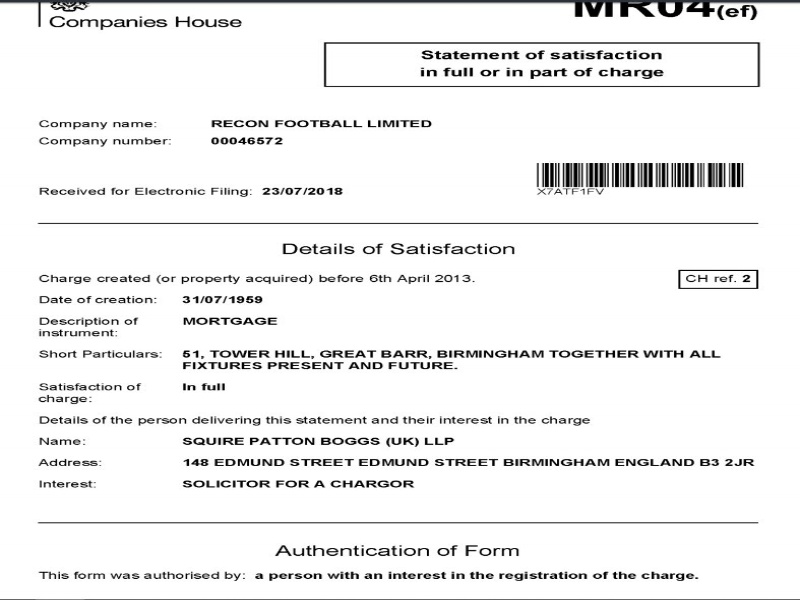 Companies House
MR04(ef)
Statement of satisfaction
in full or in part of charge
Company name: RECON FOOTBALL LIMITED
Company number: 00046572
X7ATF1FV
Received for Electronic Filing: 23/07/2018
Details of Satisfaction
Charge created (or property acquired) before 6th April 2013.
CH ref. 2
Date of creation: 31/07/1959
Description of
instrument:
MORTGAGE
Short Particulars: 51, TOWER HILL, GREAT BARR, BIRMINGHAM TOGETHER WITH ALL
FIXTURES PRESENT AND FUTURE.
Satisfaction of
charge:
In full
Details of the person delivering this statement and their interest in the charge
Name: SQUIRE PATTON BOGGS (UK) LLP
Address: 148 EDMUND STREET EDMUND STREET BIRMINGHAM ENGLAND B3 2JR
Interest: SOLICITOR FOR A CHARGOR
Authentication of Form
This form was authorised by: a person with an interest in the registration of the charge.